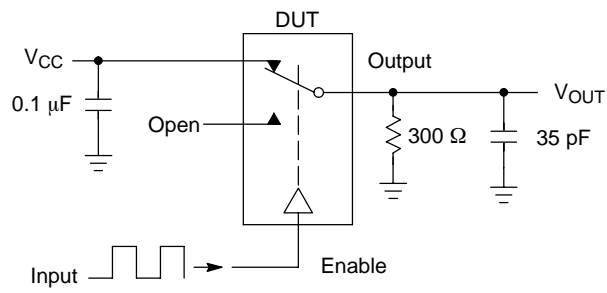 DUT
VCC
Output
0.1 μF
VOUT
Open
300 Ω
35 pF
Input
Enable